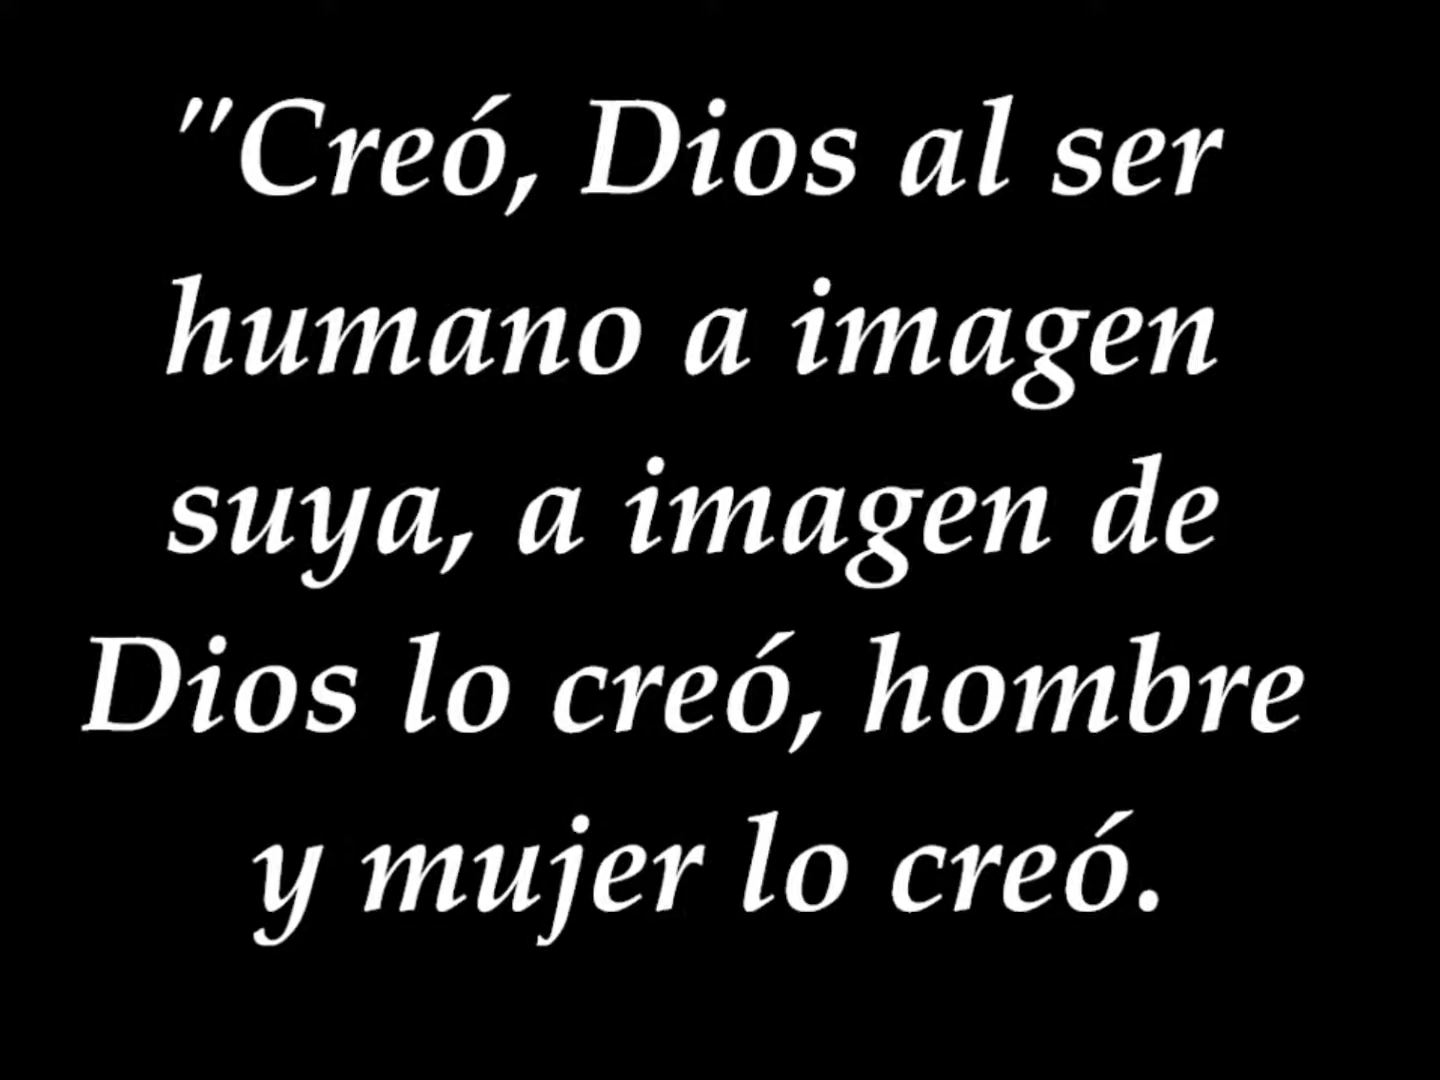 "Creó, Dios al ser
humano a imagen
suya, a imagen de
Dios lo creó, hombre
y mujer lo creó.